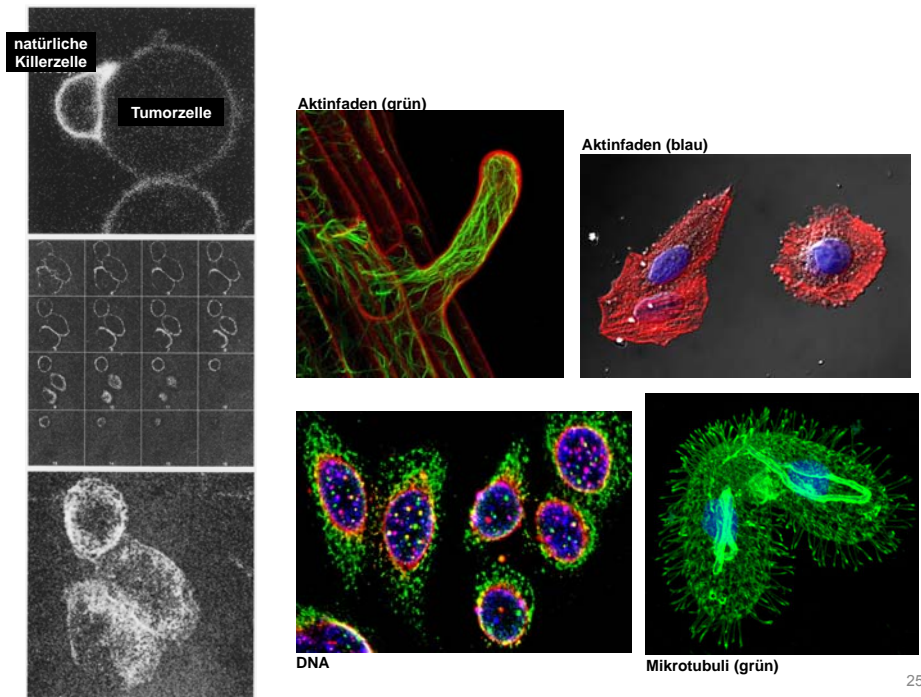 natürliche
Killerzelle
Tumorzelle
Aktinfaden (grün)
Aktinfaden (blau)
DNA
Mikrotubuli (grün)
25